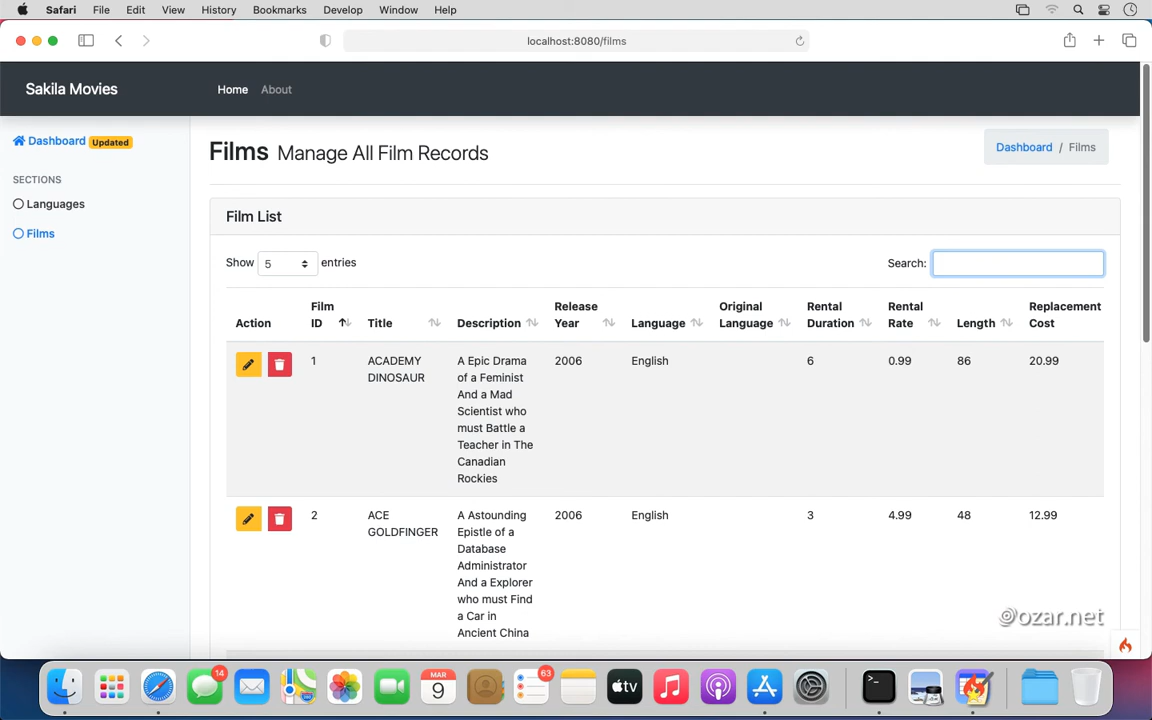 Safari File Edit View History Bookmarks Develop Window Help
localhost:8080/films
Sakila Movies Home About
Dashboard Updated
SECTIONS
Languages
Films
Films Manage All Film Records
Dashboard / Films
Film List
Show 5 entries
Search:
Action Film ID Title Description Release Year Language Original Language Rental Duration Rental Rate Length Replacement Cost
1 ACADEMY A Epic Drama 2006 English 6 0.99 86 20.99
DINOSAUR of a Feminist
And a Mad
Scientist who
must Battle a
Teacher in The
Canadian
Rockies
2 ACE A Astounding 2006 English 3 4.99 48 12.99
GOLDFINGER Epistle of a
Database
Administrator
And a Explorer
who must Find
a Car in
Ancient China
@ozar.net
14
MAR
9
63
tv